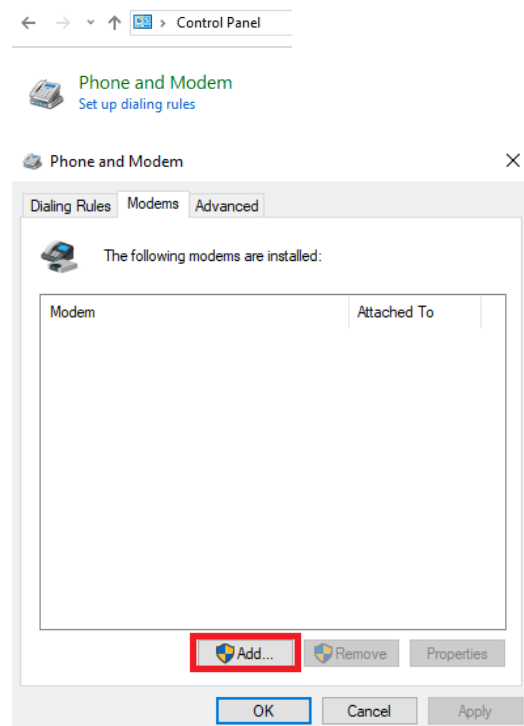 Control Panel
Phone and Modem
Set up dialing rules
Phone and Modem
Dialing Rules Modems Advanced
The following modems are installed:
Modem Attached To
Add... Remove Properties
OK Cancel Apply